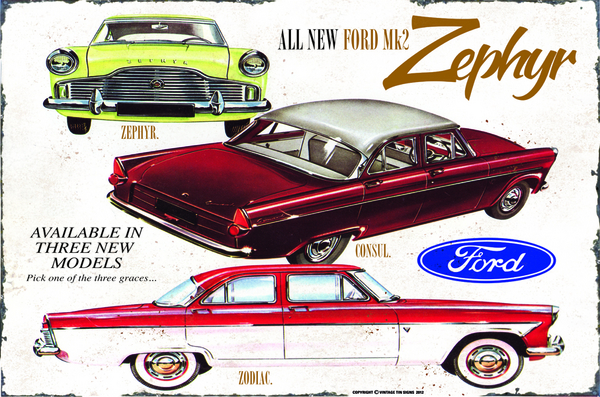 ALL NEW FORD Mk2
Zephyr
ZEPHYR
ZEPHYR.
CONSUL.
AVAILABLE IN
THREE NEW
MODELS
Pick one of the three graces...
Ford
ZODIAC.
COPYRIGHT © VINTAGE TIN SIGNS 2012